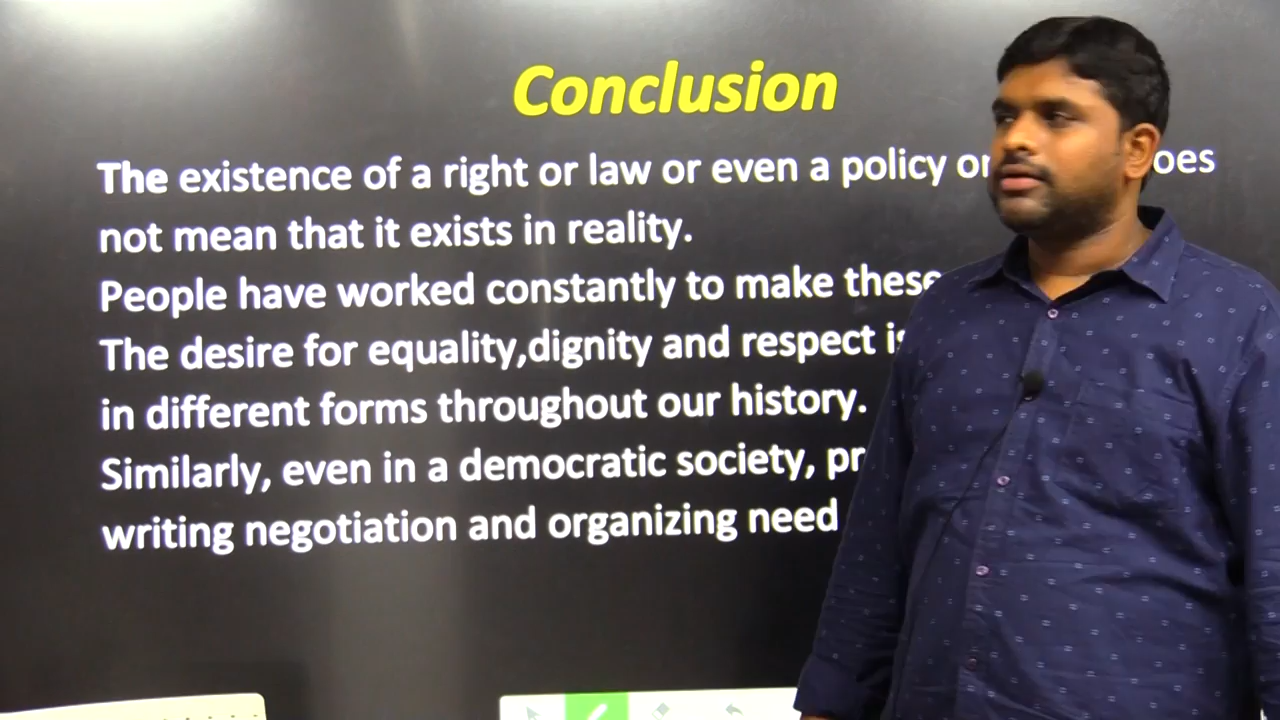 Conclusion
The existence of a right or law or even a policy on
not mean that it exists in reality.
People have worked constantly to make these
The desire for equality,dignity and respect
in different forms throughout our history.
Similarly, even in a democratic society,
writing negotiation and organizing need